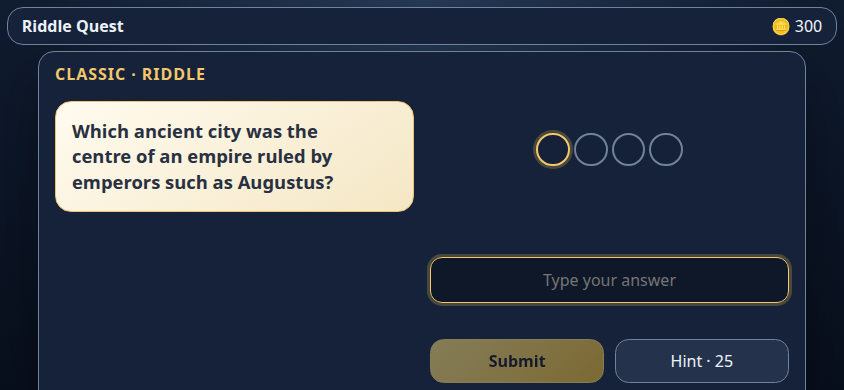 Riddle Quest
🪙 300
CLASSIC · RIDDLE
Which ancient city was the
centre of an empire ruled by
emperors such as Augustus?
Type your answer
Submit
Hint · 25